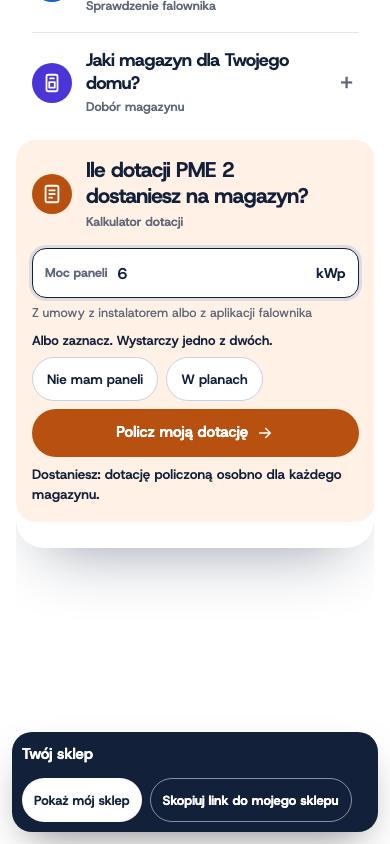 Sprawdzenie falownika
Jaki magazyn dla Twojego
domu?
+
Dobór magazynu
Ile dotacji PME 2
dostaniesz na magazyn?
Kalkulator dotacji
Moc paneli 6 kWp
Z umowy z instalatorem albo z aplikacji falownika
Albo zaznacz. Wystarczy jedno z dwóch.
Nie mam paneli W planach
Policz moją dotację →
Dostaniesz: dotację policzoną osobno dla każdego
magazynu.
Twój sklep
Pokaż mój sklep Skopiuj link do mojego sklepu